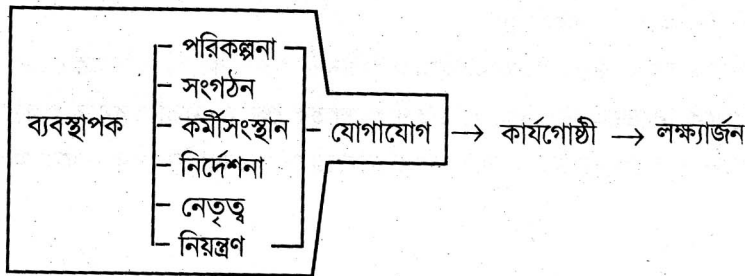 পরিকল্পনা
সংগঠন
ব্যবস্থাপক কর্মীসংস্থান যোগাযোগ → কার্যগোষ্ঠী → লক্ষ্যার্জন
নির্দেশনা
নেতৃত্ব
নিয়ন্ত্রণ